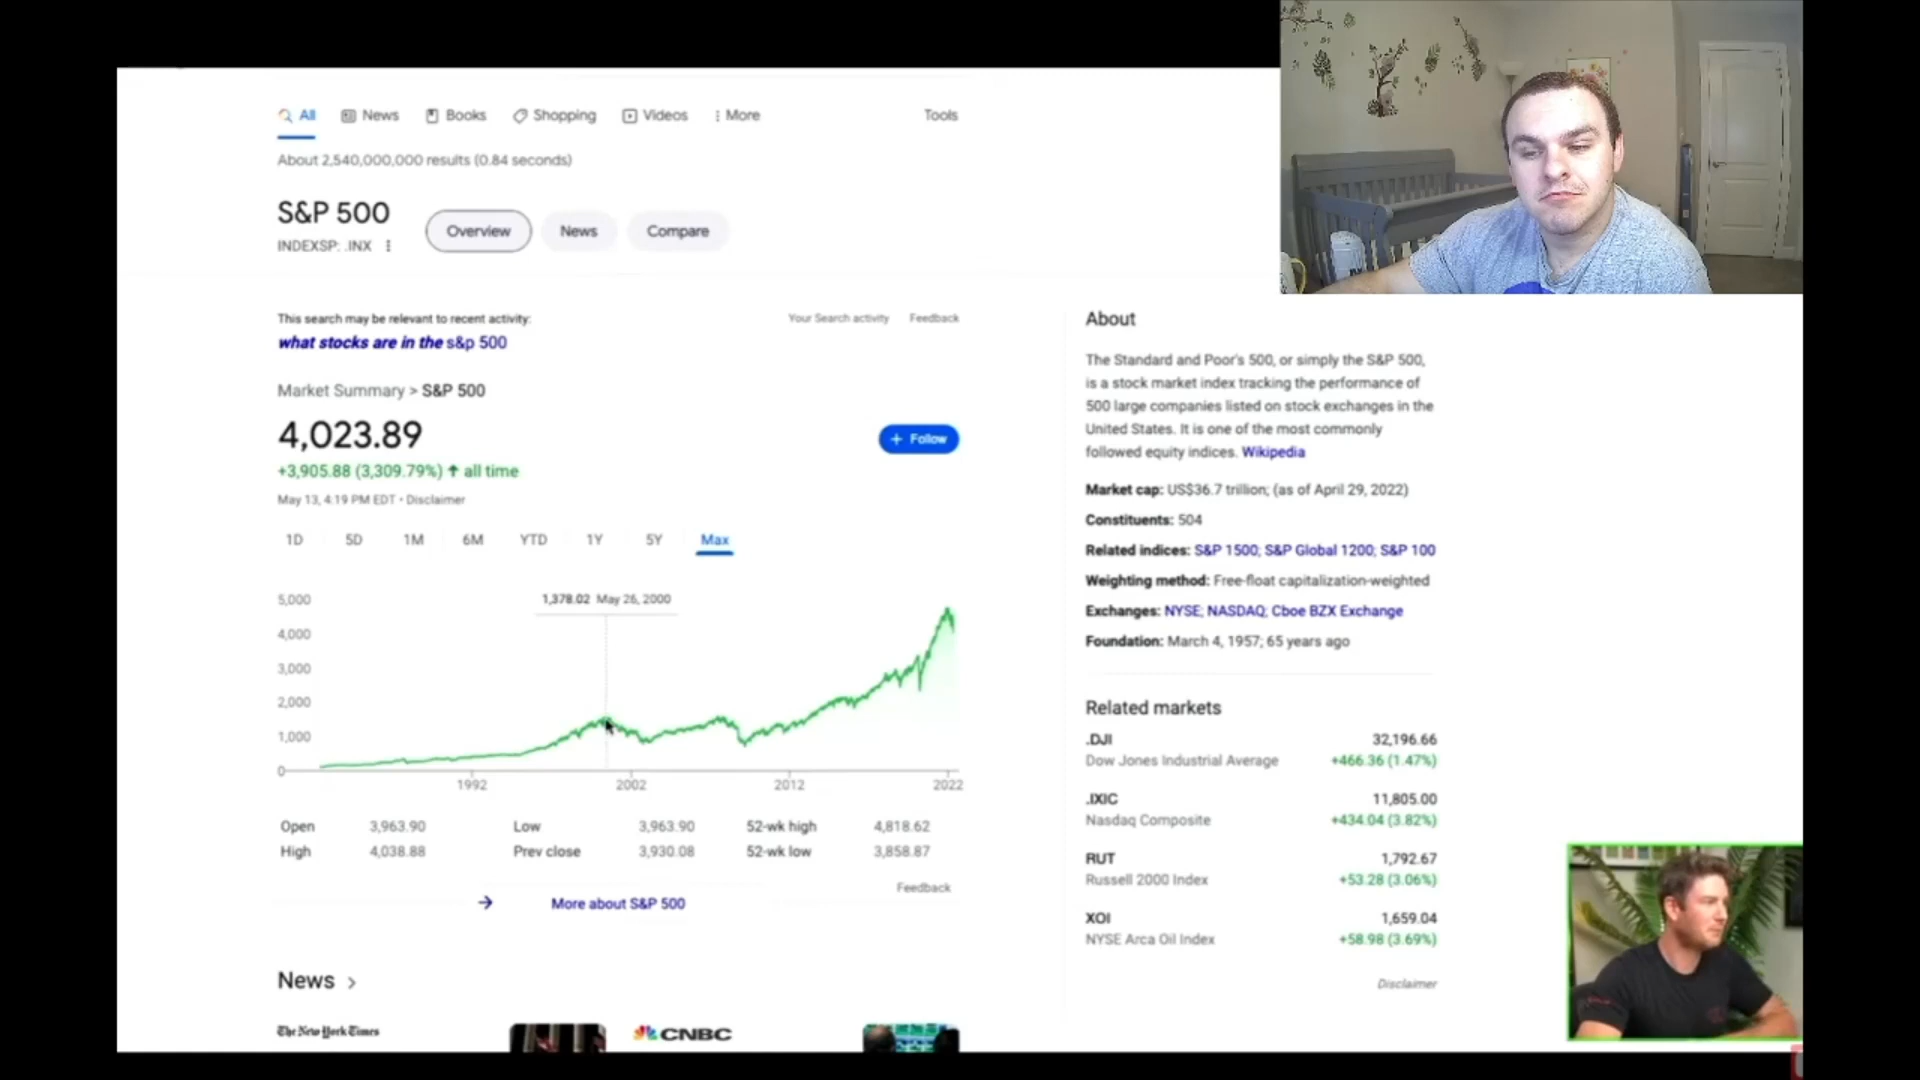 All News Books Shopping Videos More Tools
About 2,540,000,000 results (0.84 seconds)
S&P 500
INDEXSP: .INX
Overview News Compare
This search may be relevant to recent activity:
Your Search activity Feedback
what stocks are in the s&p 500
Market Summary > S&P 500
4,023.89
+ Follow
+3,905.88 (3,309.79%) ↑ all time
May 13, 4:19 PM EDT • Disclaimer
1D 5D 1M 6M YTD 1Y 5Y Max
1,378.02 May 26, 2000
5,000
4,000
3,000
2,000
1,000
0
1992 2002 2012 2022
Open 3,963.90 Low 3,963.90 52-wk high 4,818.62
High 4,038.88 Prev close 3,930.08 52-wk low 3,858.87
Feedback
→ More about S&P 500
News >
The New York Times
CNBC
About
The Standard and Poor's 500, or simply the S&P 500,
is a stock market index tracking the performance of
500 large companies listed on stock exchanges in the
United States. It is one of the most commonly
followed equity indices. Wikipedia
Market cap: US$36.7 trillion; (as of April 29, 2022)
Constituents: 504
Related indices: S&P 1500; S&P Global 1200; S&P 100
Weighting method: Free-float capitalization-weighted
Exchanges: NYSE; NASDAQ; Cboe BZX Exchange
Foundation: March 4, 1957; 65 years ago
Related markets
.DJI 32,196.66
Dow Jones Industrial Average +466.36 (1.47%)
.IXIC 11,805.00
Nasdaq Composite +434.04 (3.82%)
RUT 1,792.67
Russell 2000 Index +53.28 (3.06%)
XOI 1,659.04
NYSE Arca Oil Index +58.98 (3.69%)
Disclaimer